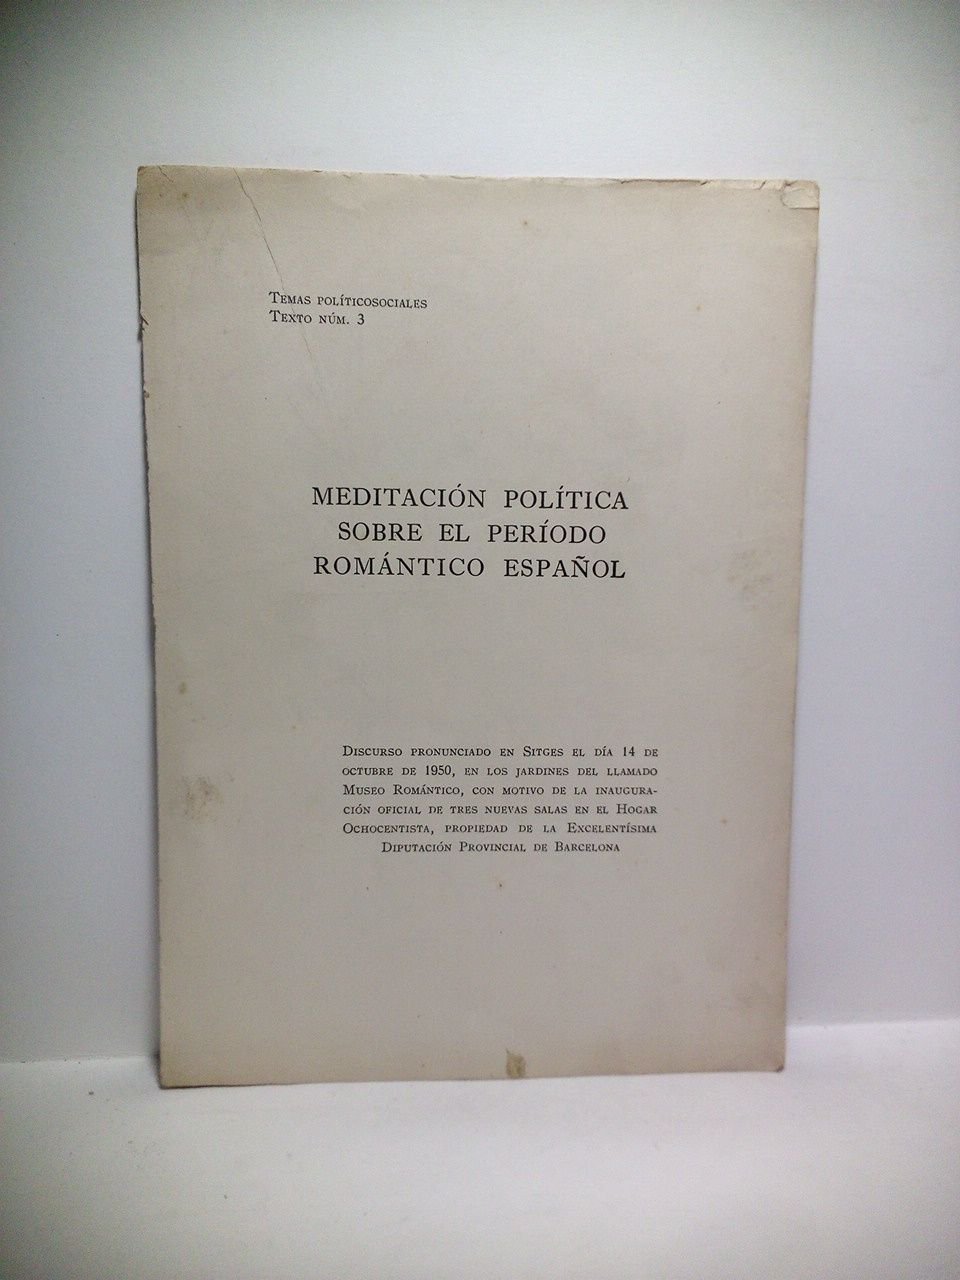 Temas políticosociales
Texto núm. 3
MEDITACIÓN POLÍTICA
SOBRE EL PERÍODO
ROMÁNTICO ESPAÑOL
Discurso pronunciado en Sitges el día 14 de
octubre de 1950, en los jardines del llamado
Museo Romántico, con motivo de la inaugura-
ción oficial de tres nuevas salas en el Hogar
Ochocentista, propiedad de la Excelentísima
Diputación Provincial de Barcelona